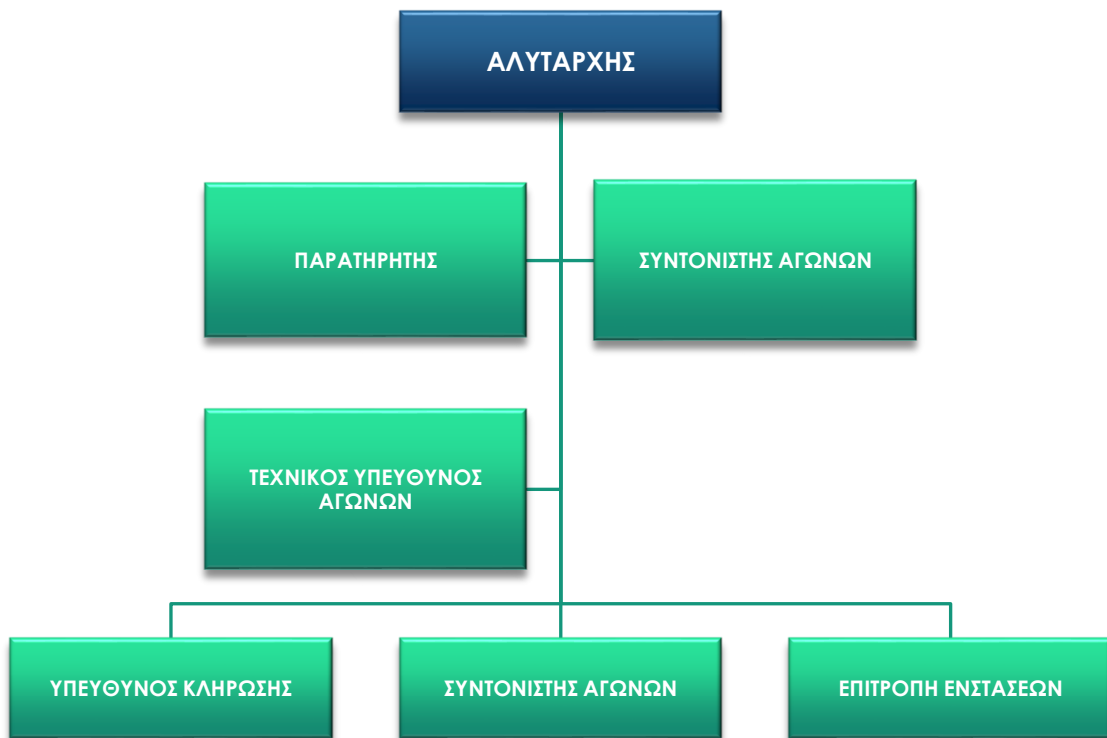 ΑΛΥΤΑΡΧΗΣ
ΠΑΡΑΤΗΡΗΤΗΣ
ΣΥΝΤΟΝΙΣΤΗΣ ΑΓΩΝΩΝ
ΤΕΧΝΙΚΟΣ ΥΠΕΥΘΥΝΟΣ
ΑΓΩΝΩΝ
ΥΠΕΥΘΥΝΟΣ ΚΛΗΡΩΣΗΣ
ΣΥΝΤΟΝΙΣΤΗΣ ΑΓΩΝΩΝ
ΕΠΙΤΡΟΠΗ ΕΝΣΤΑΣΕΩΝ